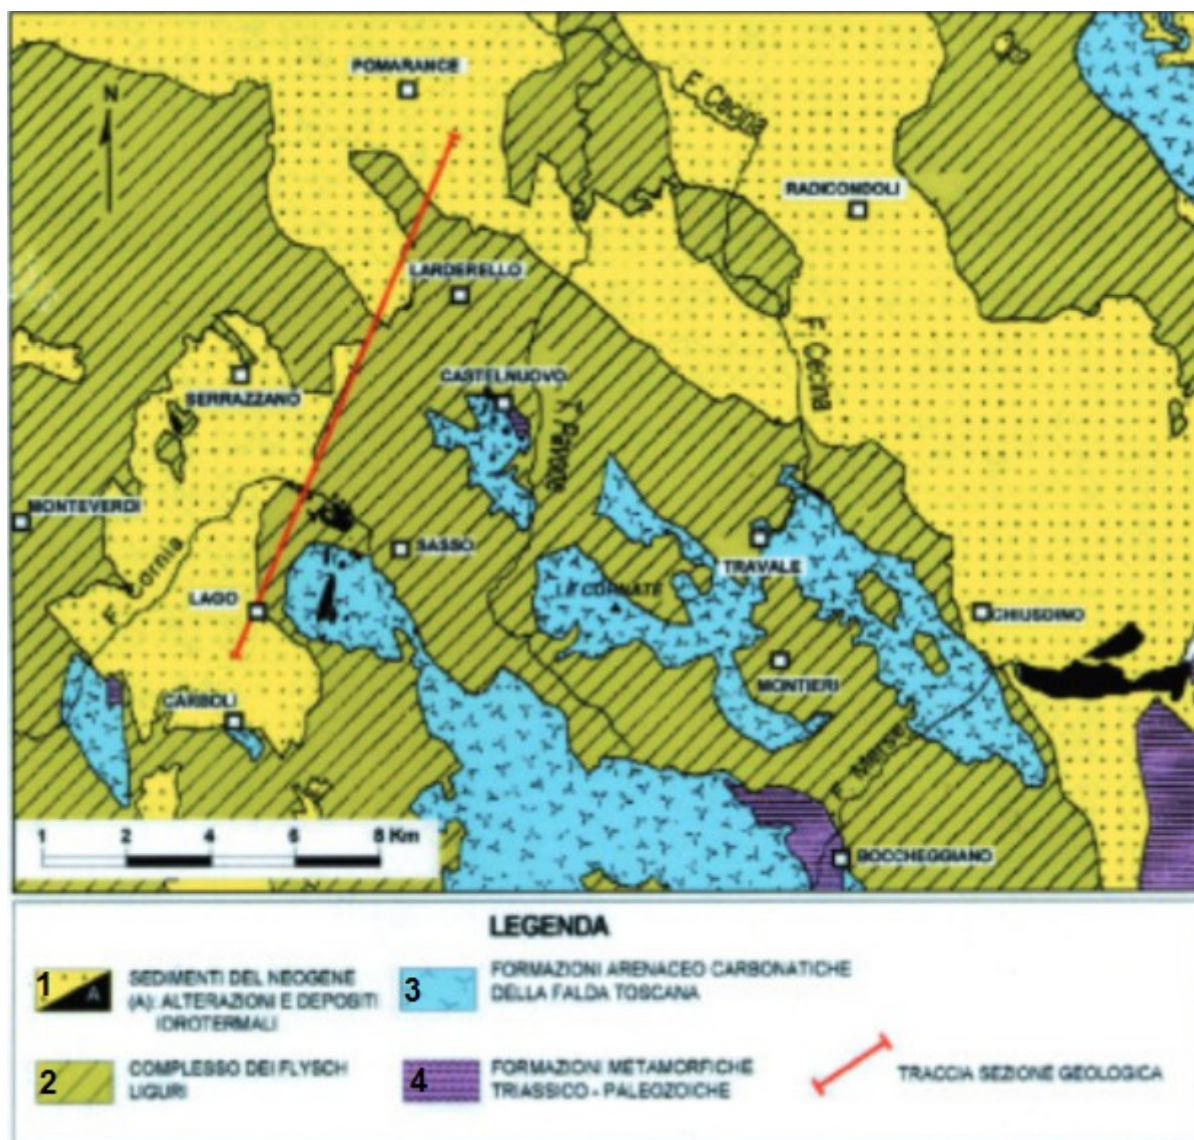 POMARANCE
N
F. Cecina
RADICONDOLI
LARDERELLO
F. Cecina
CASTELNUOVO
SERRAZZANO
F. Pavone
MONTEVERDI
F. Cornia
SASSO
TRAVALE
LE CORNATE
LAGO
CHIUSDINO
MONTIERI
CARBOLI
F. Merse
1 2 4 6 8 Km
BOCCHEGGIANO
LEGENDA
1 A SEDIMENTI DEL NEOGENE
(A): ALTERAZIONI E DEPOSITI
IDROTERMALI
3 FORMAZIONI ARENACEO CARBONATICHE
DELLA FALDA TOSCANA
2 COMPLESSO DEI FLYSCH
LIGURI
4 FORMAZIONI METAMORFICHE
TRIASSICO - PALEOZOICHE
TRACCIA SEZIONE GEOLOGICA